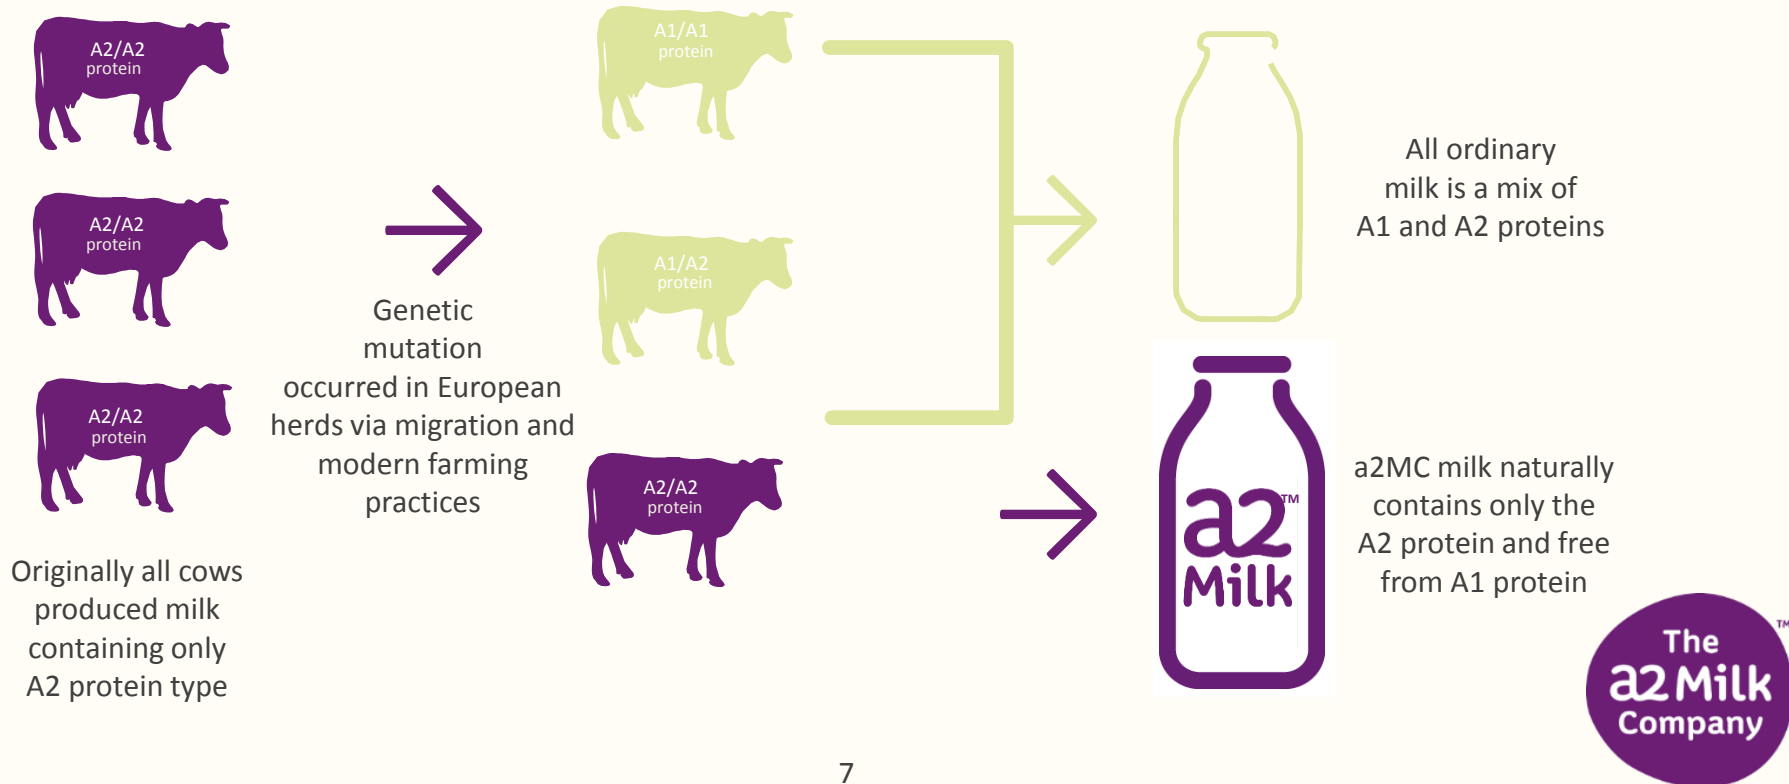 A2/A2
protein
A2/A2
protein
A2/A2
protein
Originally all cows
produced milk
containing only
A2 protein type
Genetic
mutation
occurred in European
herds via migration and
modern farming
practices
A1/A1
protein
A1/A2
protein
A2/A2
protein
All ordinary
milk is a mix of
A1 and A2 proteins
a2™
Milk
a2MC milk naturally
contains only the
A2 protein and free
from A1 protein
The ™
a2 Milk
Company
7